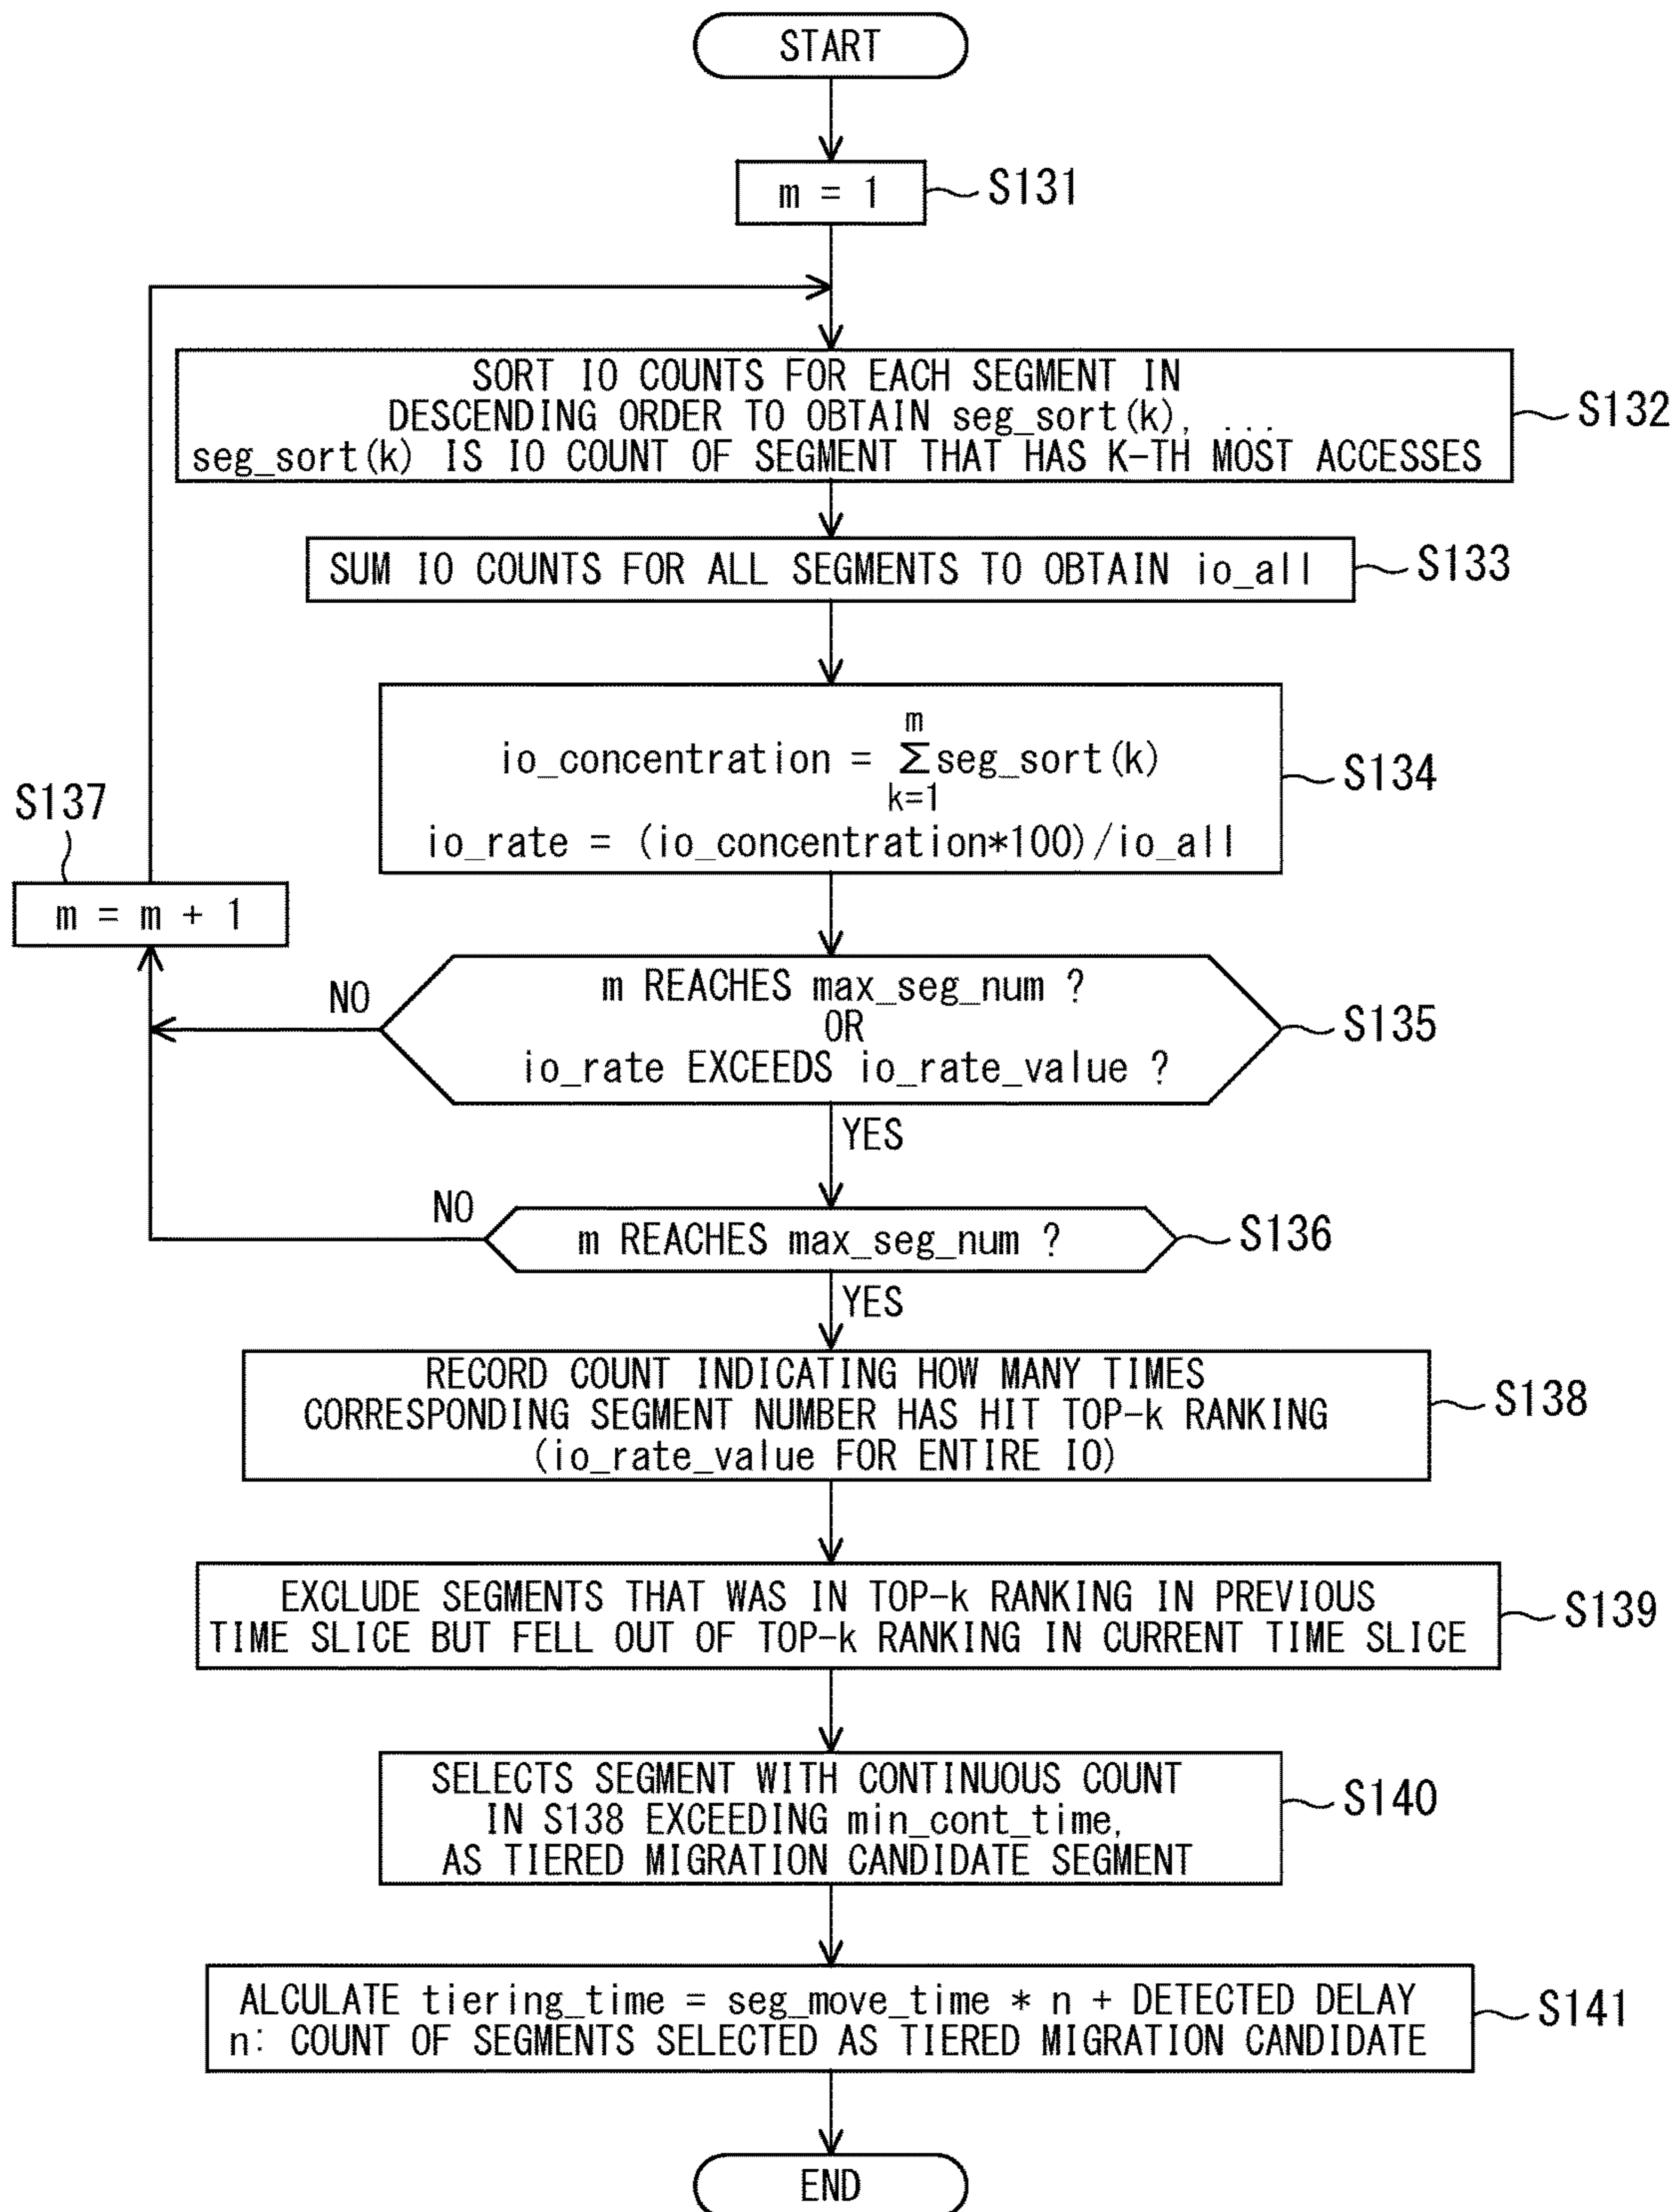 START
m = 1
S131
SORT IO COUNTS FOR EACH SEGMENT IN
DESCENDING ORDER TO OBTAIN seg_sort(k), ...
seg_sort(k) IS IO COUNT OF SEGMENT THAT HAS K-TH MOST ACCESSES
S132
SUM IO COUNTS FOR ALL SEGMENTS TO OBTAIN io_all
S133
m
io_concentration = Σseg_sort(k)
k=1
io_rate = (io_concentration*100)/io_all
S134
S137
m = m + 1
m REACHES max_seg_num ?
OR
io_rate EXCEEDS io_rate_value ?
S135
NO
YES
m REACHES max_seg_num ?
S136
NO
YES
RECORD COUNT INDICATING HOW MANY TIMES
CORRESPONDING SEGMENT NUMBER HAS HIT TOP-k RANKING
(io_rate_value FOR ENTIRE IO)
S138
EXCLUDE SEGMENTS THAT WAS IN TOP-k RANKING IN PREVIOUS
TIME SLICE BUT FELL OUT OF TOP-k RANKING IN CURRENT TIME SLICE
S139
SELECTS SEGMENT WITH CONTINUOUS COUNT
IN S138 EXCEEDING min_cont_time,
AS TIERED MIGRATION CANDIDATE SEGMENT
S140
ALCULATE tiering_time = seg_move_time * n + DETECTED DELAY
n: COUNT OF SEGMENTS SELECTED AS TIERED MIGRATION CANDIDATE
S141
END